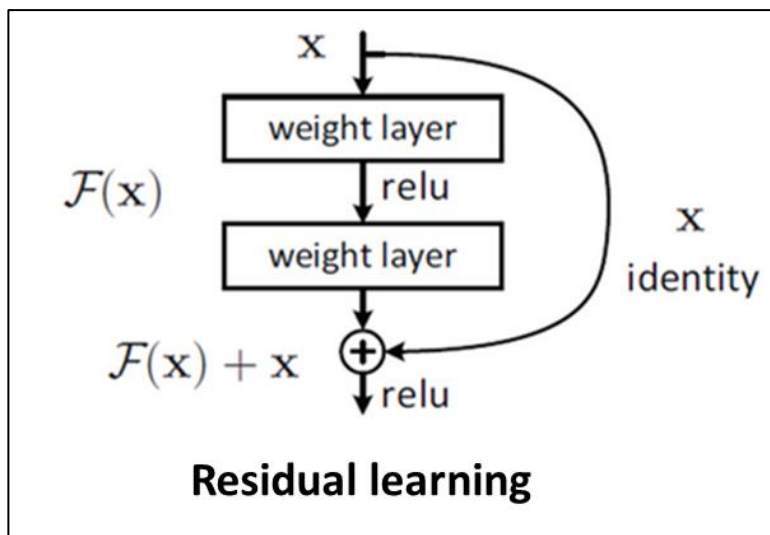 x
weight layer
relu
F(x)
weight layer
x
identity
F(x) + x
+
relu
Residual learning